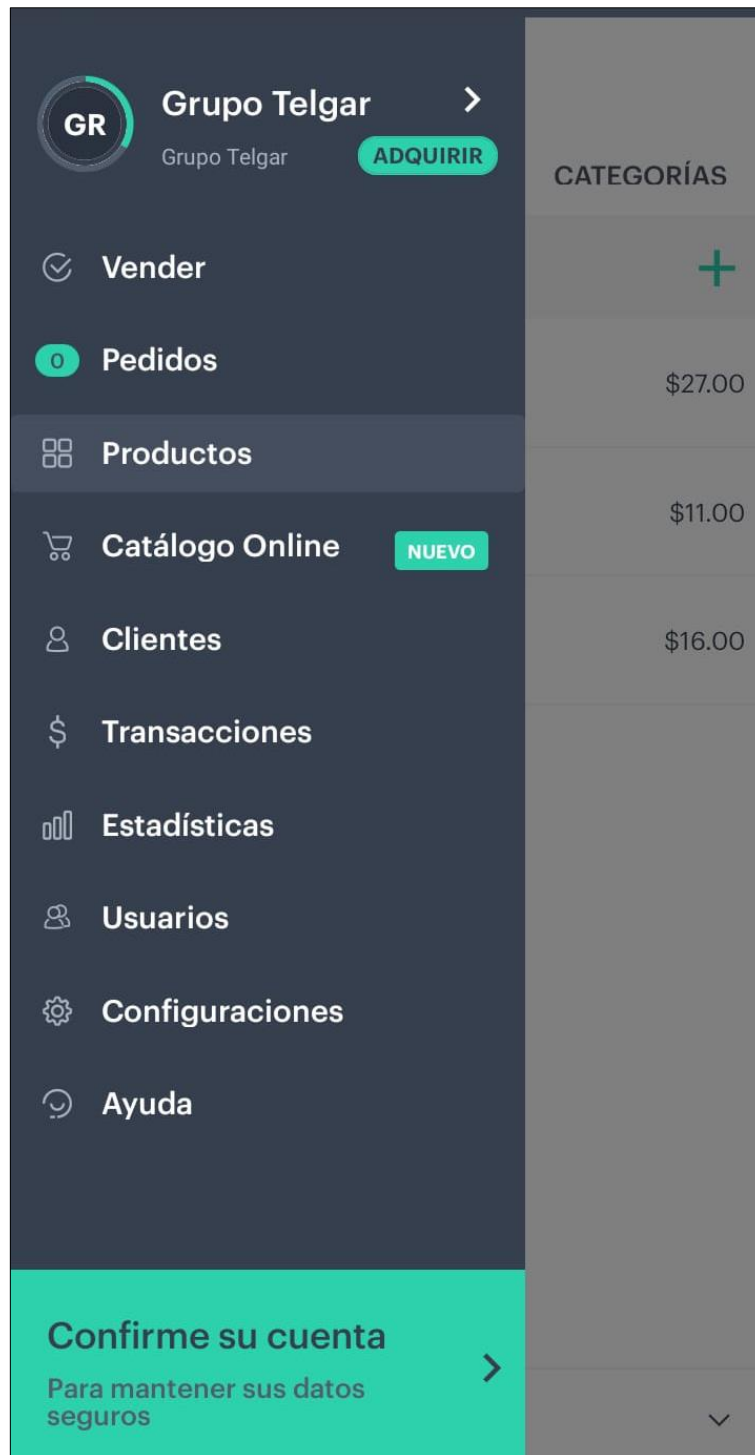 GR
Grupo Telgar
Grupo Telgar
ADQUIRIR
CATEGORÍAS
Vender
0
Pedidos
$27.00
Productos
$11.00
Catálogo Online
NUEVO
Clientes
$16.00
Transacciones
Estadísticas
Usuarios
Configuraciones
Ayuda
Confirme su cuenta
Para mantener sus datos
seguros